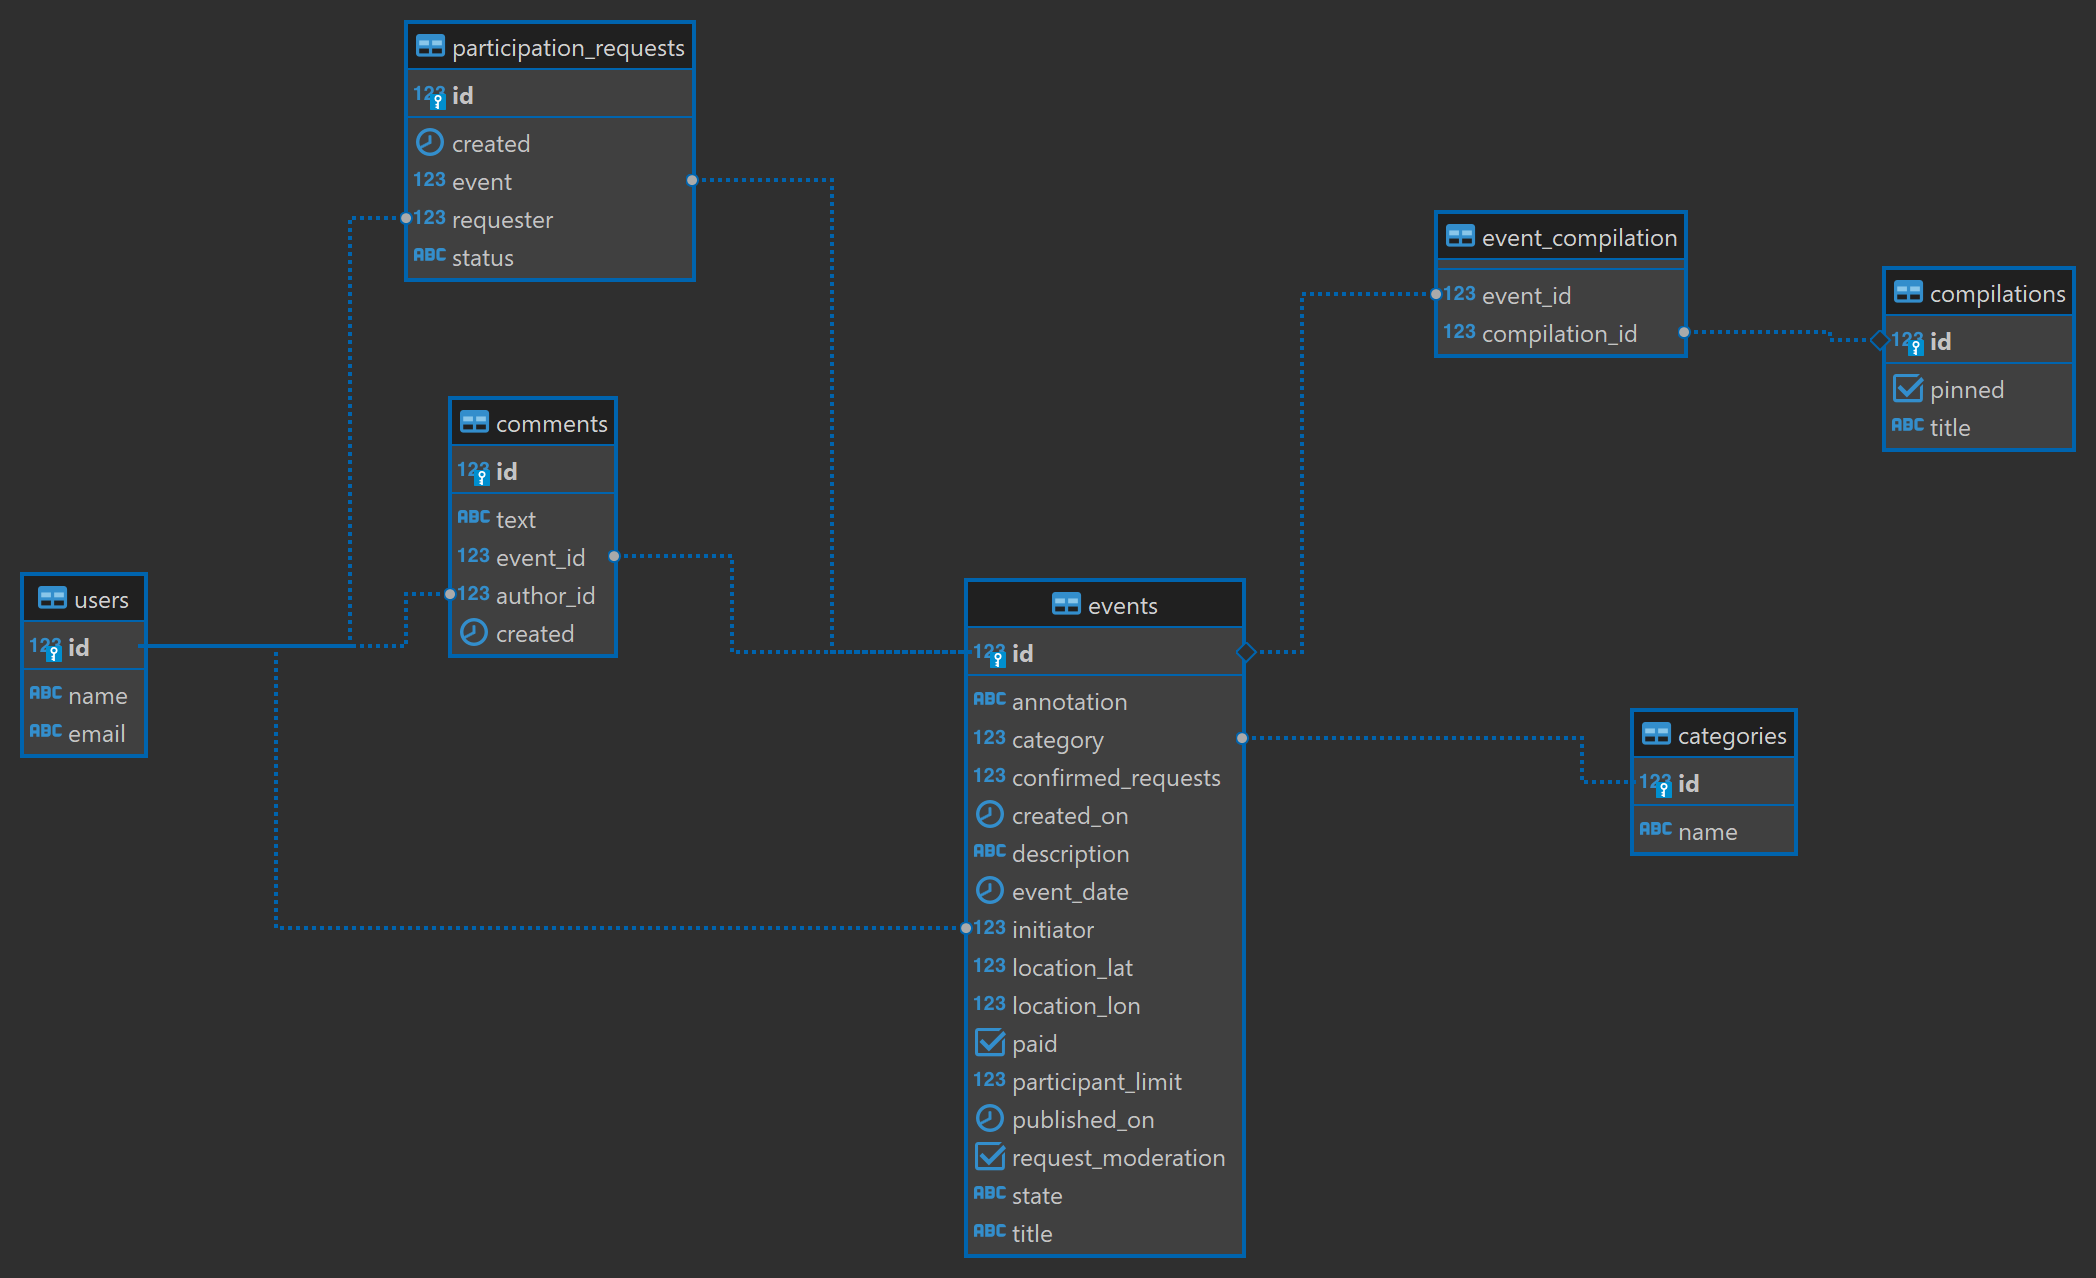 participation_requests
123 id
created
123 event
123 requester
ABC status
comments
123 id
ABC text
123 event_id
123 author_id
created
users
123 id
ABC name
ABC email
events
123 id
ABC annotation
123 category
123 confirmed_requests
created_on
ABC description
event_date
123 initiator
123 location_lat
123 location_lon
paid
123 participant_limit
published_on
request_moderation
ABC state
ABC title
event_compilation
123 event_id
123 compilation_id
compilations
123 id
pinned
ABC title
categories
123 id
ABC name